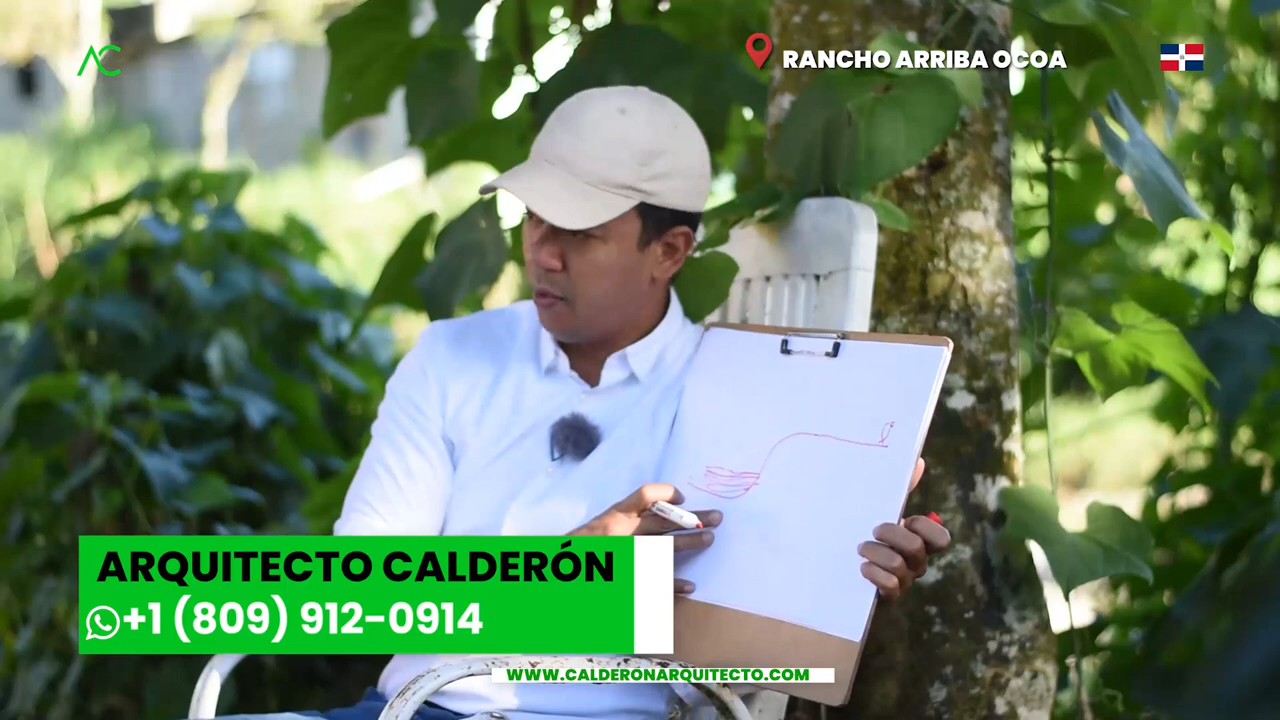 AC
RANCHO ARRIBA OCOA
ARQUITECTO CALDERÓN
+1 (809) 912-0914
WWW.CALDERONARQUITECTO.COM